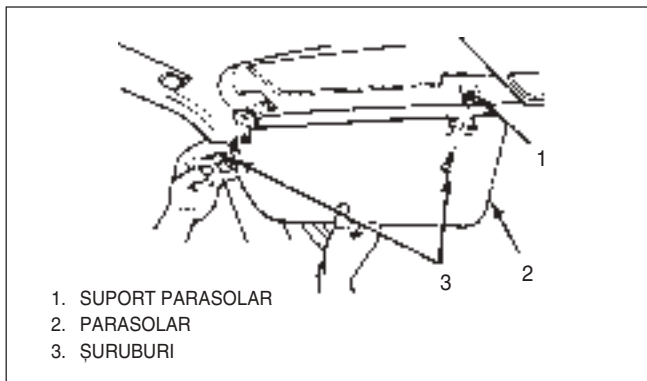 1
2
3
1. SUPORT PARASOLAR
2. PARASOLAR
3. ȘURUBURI